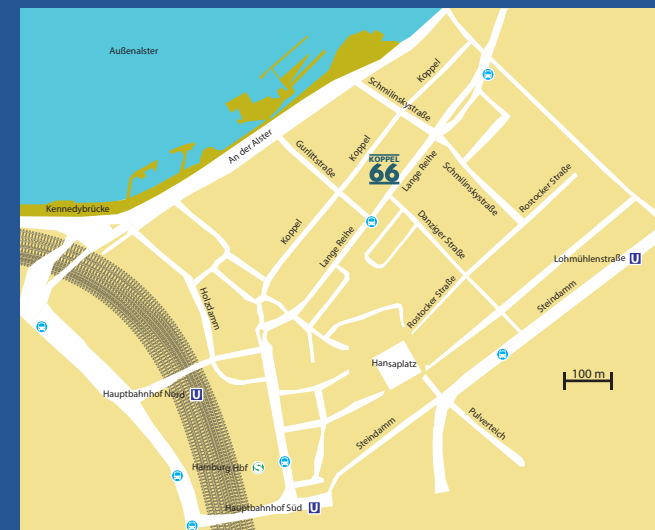 Außenalster
Koppel
Schmilinskystraße
An der Alster
Gurlittstraße
Koppel
KOPPEL
66
Lange Reihe
Schmilinskystraße
Rostocker Straße
Kennedybrücke
Koppel
Lange Reihe
Danziger Straße
Lohmühlenstraße U
Holzdamm
Rostocker Straße
Steindamm
Hansaplatz
100 m
Hauptbahnhof Nord U
Steindamm
Pulverteich
Hamburg Hbf S
Hauptbahnhof Süd U